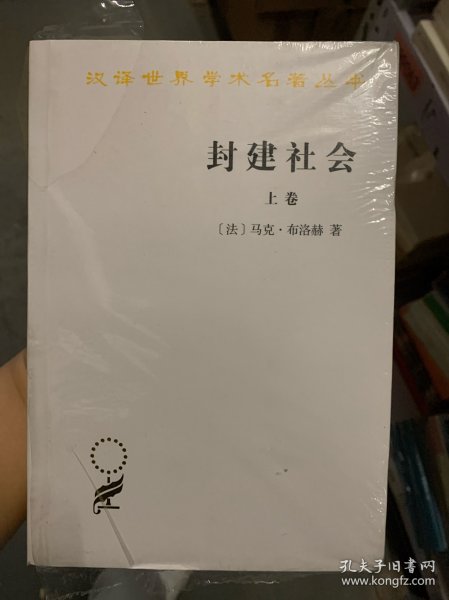 汉译世界学术名著丛书
封建社会
上卷
〔法〕马克·布洛赫 著
孔夫子旧书网
www.kongfz.com